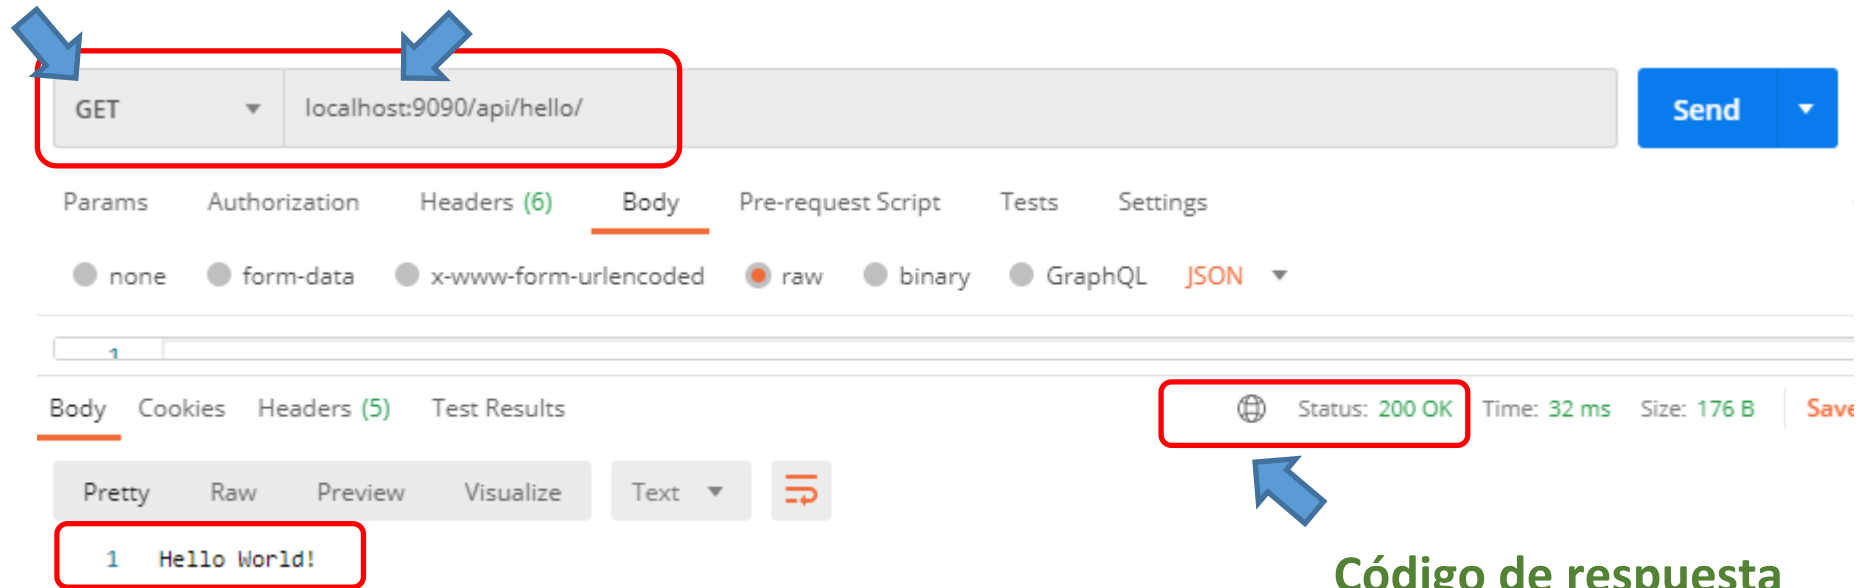 GET localhost:9090/api/hello/ Send
Params Authorization Headers (6) Body Pre-request Script Tests Settings
none form-data x-www-form-urlencoded raw binary GraphQL JSON
1
Body Cookies Headers (5) Test Results Status: 200 OK Time: 32 ms Size: 176 B Save
Pretty Raw Preview Visualize Text
1 Hello World!
Código de respuesta